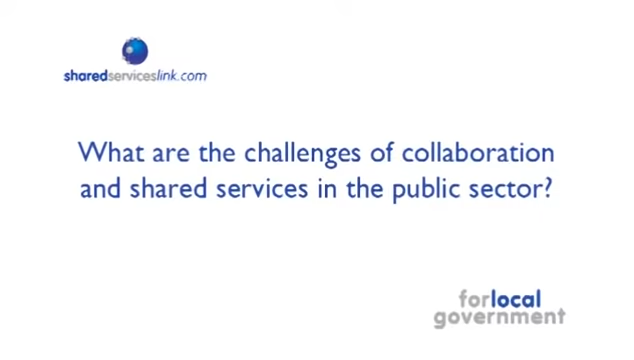 sharedserviceslink.com
What are the challenges of collaboration
and shared services in the public sector?
forlocal
government